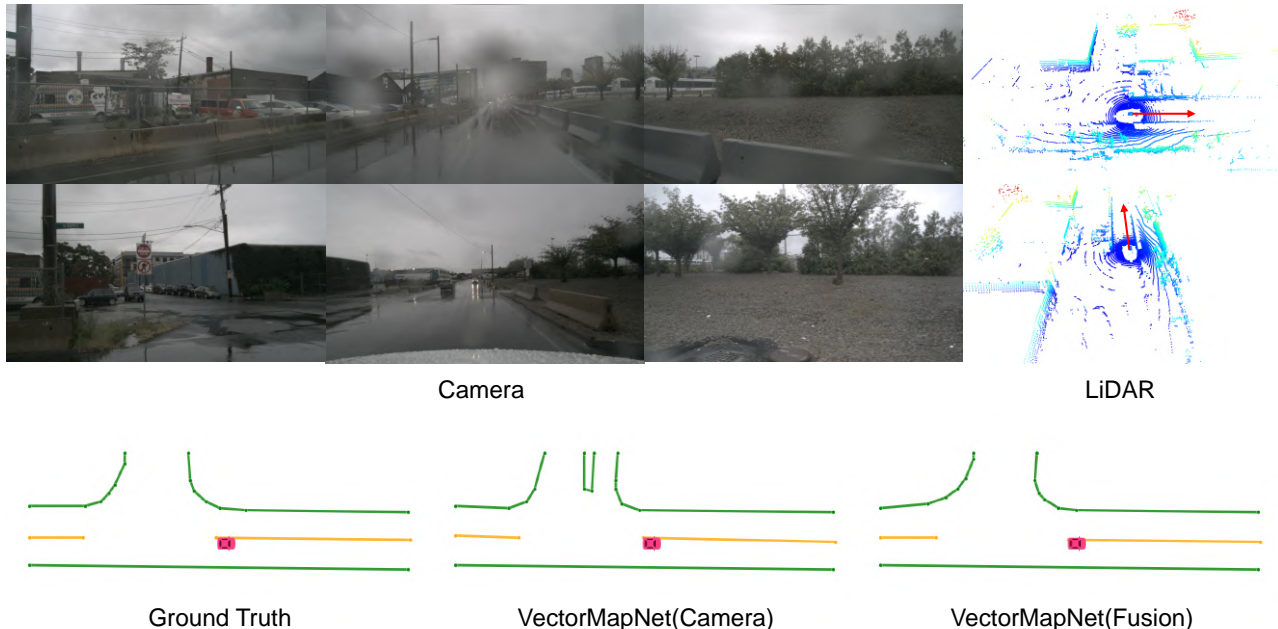 Camera
LiDAR
Ground Truth
VectorMapNet(Camera)
VectorMapNet(Fusion)